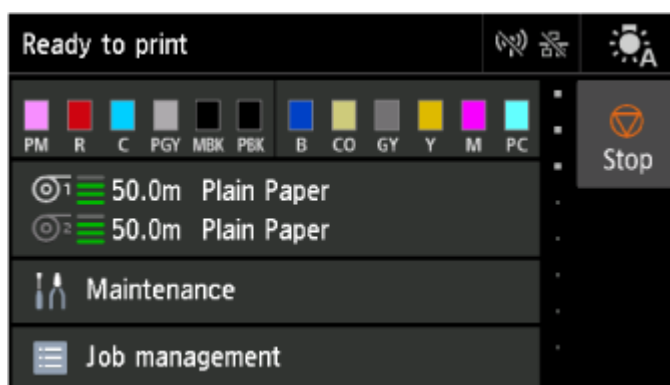 Ready to print
A
PM R C PGY MBK PBK B CO GY Y M PC
Stop
1 50.0m Plain Paper
2 50.0m Plain Paper
Maintenance
Job management